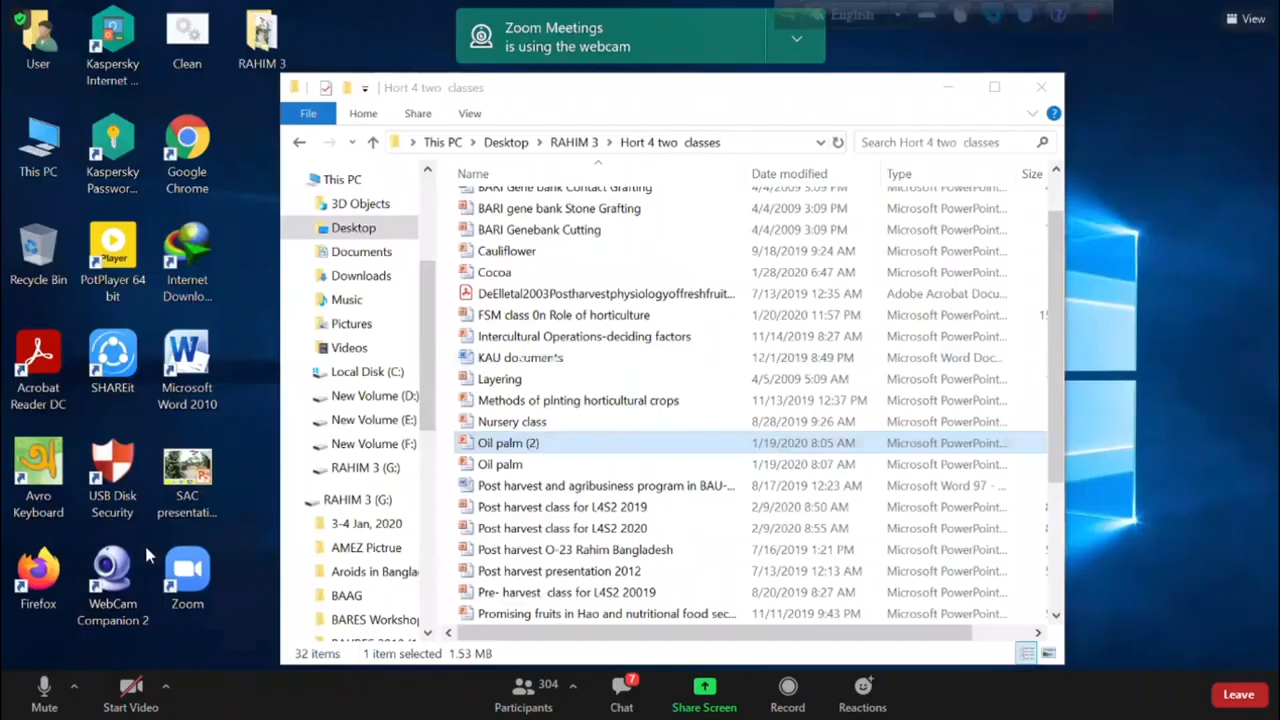 Zoom Meetings
is using the webcam
English
View
User
Kaspersky
Internet ...
Clean
RAHIM 3
This PC
Kaspersky
Passwor...
Google
Chrome
Recycle Bin
PotPlayer 64
bit
Internet
Downlo...
Acrobat
Reader DC
SHAREit
Microsoft
Word 2010
Avro
Keyboard
USB Disk
Security
SAC
presentati...
Firefox
WebCam
Companion 2
Zoom
Hort 4 two classes
File Home Share View
This PC Desktop RAHIM 3 Hort 4 two classes
Search Hort 4 two classes
This PC
3D Objects
Desktop
Documents
Downloads
Music
Pictures
Videos
Local Disk (C:)
New Volume (D:)
New Volume (E:)
New Volume (F:)
RAHIM 3 (G:)
RAHIM 3 (G:)
3-4 Jan, 2020
AMEZ Pictrue
Aroids in Bangla
BAAG
BARES Workshop
Name Date modified Type Size
BARI Gene bank Contact Grafting 4/4/2009 3:09 PM Microsoft PowerPoint...
BARI gene bank Stone Grafting 4/4/2009 3:09 PM Microsoft PowerPoint...
BARI Genebank Cutting 4/4/2009 3:09 PM Microsoft PowerPoint...
Cauliflower 9/18/2019 9:24 AM Microsoft PowerPoint...
Cocoa 1/28/2020 6:47 AM Microsoft PowerPoint...
DeElletal2003Postharvestphysiologyoffreshfruit... 7/13/2019 12:35 AM Adobe Acrobat Docu...
FSM class 0n Role of horticulture 1/20/2020 11:57 PM Microsoft PowerPoint...
Intercultural Operations-deciding factors 11/14/2019 8:27 AM Microsoft PowerPoint...
KAU documents 12/1/2019 8:49 PM Microsoft Word Doc...
Layering 4/5/2009 5:09 AM Microsoft PowerPoint...
Methods of plnting horticultural crops 11/13/2019 12:37 PM Microsoft PowerPoint...
Nursery class 8/28/2019 9:26 AM Microsoft PowerPoint...
Oil palm (2) 1/19/2020 8:05 AM Microsoft PowerPoint...
Oil palm 1/19/2020 8:07 AM Microsoft PowerPoint...
Post harvest and agribusiness program in BAU-... 8/17/2019 12:23 AM Microsoft Word 97 - ...
Post harvest class for L4S2 2019 2/9/2020 8:50 AM Microsoft PowerPoint...
Post harvest class for L4S2 2020 2/9/2020 8:55 AM Microsoft PowerPoint...
Post harvest O-23 Rahim Bangladesh 7/16/2019 1:21 PM Microsoft PowerPoint...
Post harvest presentation 2012 7/13/2019 12:13 AM Microsoft PowerPoint...
Pre- harvest class for L4S2 20019 8/20/2019 8:27 AM Microsoft PowerPoint...
Promising fruits in Hao and nutritional food sec... 11/11/2019 9:43 PM Microsoft PowerPoint...
32 items 1 item selected 1.53 MB
Mute
Start Video
304
Participants
7
Chat
Share Screen
Record
Reactions
Leave